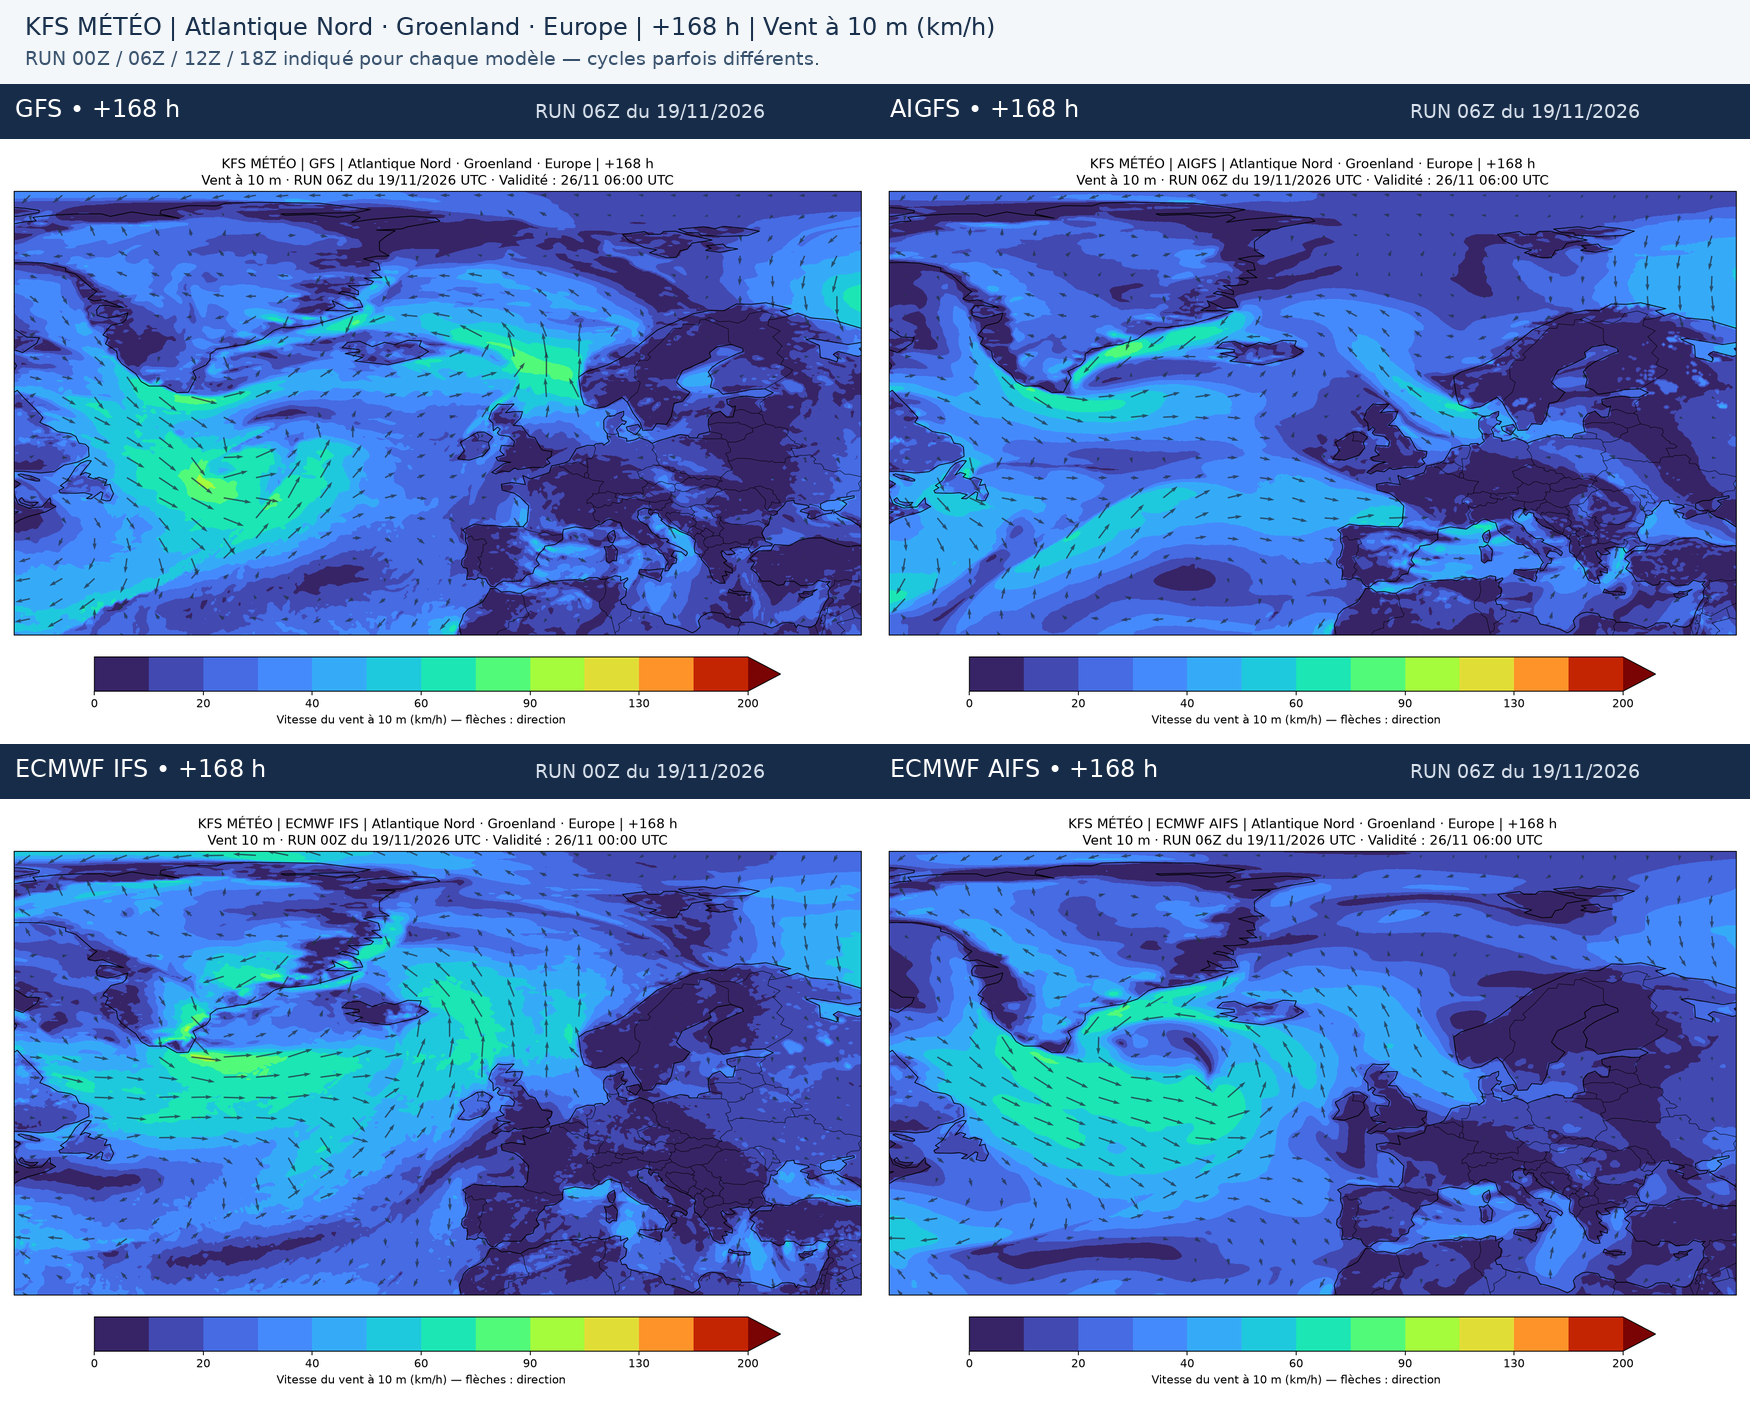 KFS MÉTÉO | Atlantique Nord · Groenland · Europe | +168 h | Vent à 10 m (km/h)
RUN 00Z / 06Z / 12Z / 18Z indiqué pour chaque modèle — cycles parfois différents.
GFS • +168 h
RUN 06Z du 19/11/2026
KFS MÉTÉO | GFS | Atlantique Nord · Groenland · Europe | +168 h
Vent à 10 m · RUN 06Z du 19/11/2026 UTC · Validité : 26/11 06:00 UTC
0 20 40 60 90 130 200
Vitesse du vent à 10 m (km/h) — flèches : direction
AIGFS • +168 h
RUN 06Z du 19/11/2026
KFS MÉTÉO | AIGFS | Atlantique Nord · Groenland · Europe | +168 h
Vent à 10 m · RUN 06Z du 19/11/2026 UTC · Validité : 26/11 06:00 UTC
0 20 40 60 90 130 200
Vitesse du vent à 10 m (km/h) — flèches : direction
ECMWF IFS • +168 h
RUN 00Z du 19/11/2026
KFS MÉTÉO | ECMWF IFS | Atlantique Nord · Groenland · Europe | +168 h
Vent 10 m · RUN 00Z du 19/11/2026 UTC · Validité : 26/11 00:00 UTC
0 20 40 60 90 130 200
Vitesse du vent à 10 m (km/h) — flèches : direction
ECMWF AIFS • +168 h
RUN 06Z du 19/11/2026
KFS MÉTÉO | ECMWF AIFS | Atlantique Nord · Groenland · Europe | +168 h
Vent 10 m · RUN 06Z du 19/11/2026 UTC · Validité : 26/11 06:00 UTC
0 20 40 60 90 130 200
Vitesse du vent à 10 m (km/h) — flèches : direction